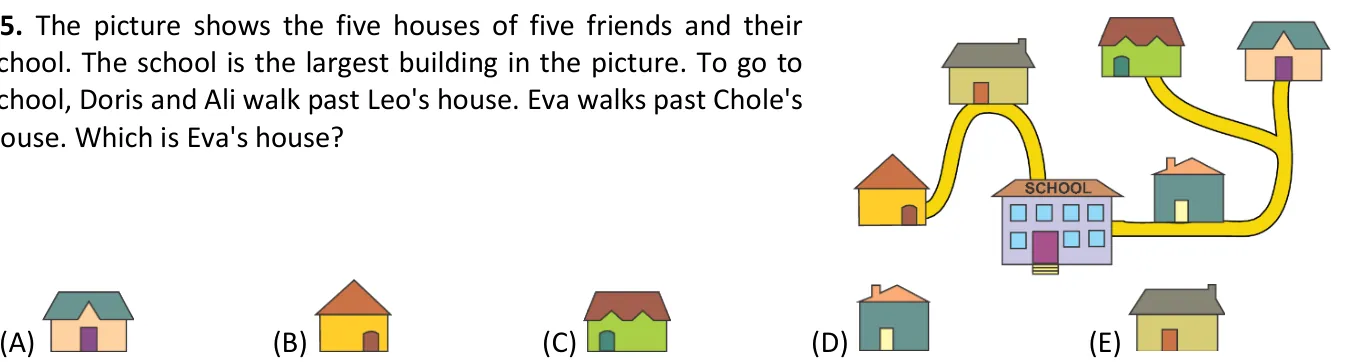 5. The picture shows the five houses of five friends and their
chool. The school is the largest building in the picture. To go to
chool, Doris and Ali walk past Leo's house. Eva walks past Chole's
ouse. Which is Eva's house?
SCHOOL
(A) (B) (C) (D) (E)